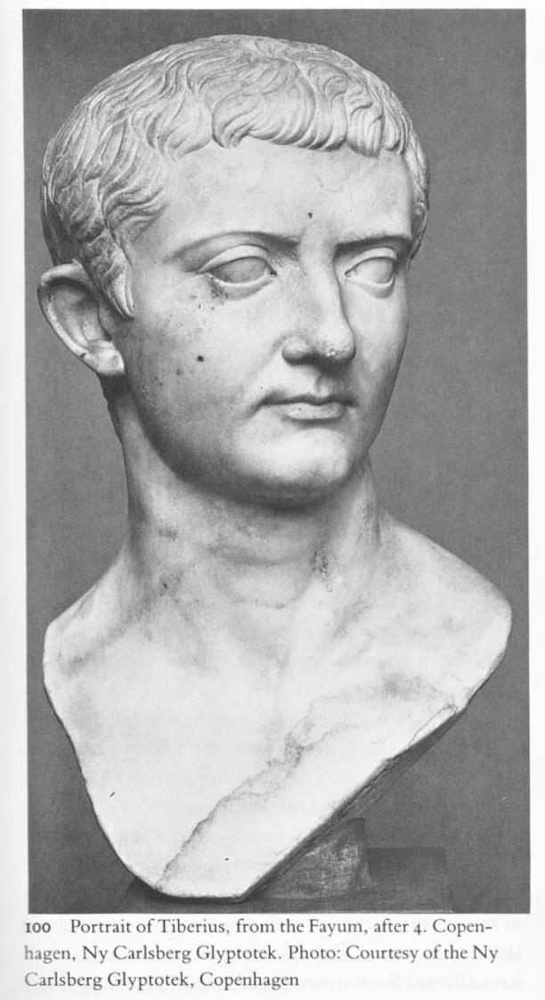 100 Portrait of Tiberius, from the Fayum, after 4. Copen-
hagen, Ny Carlsberg Glyptotek. Photo: Courtesy of the Ny
Carlsberg Glyptotek, Copenhagen